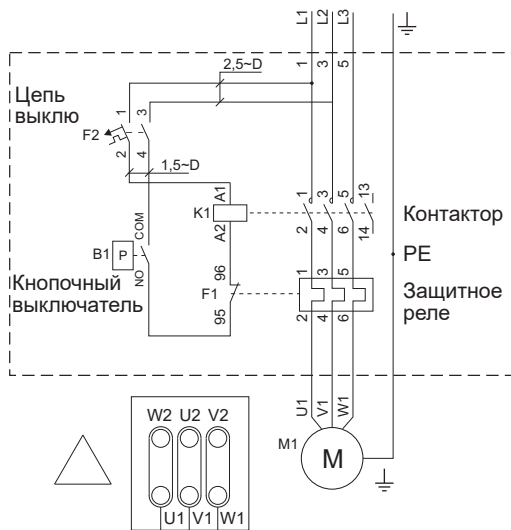 L1 L2 L3
1 3 5
2,5~D
Цепь
выклю
1 3
F2
2 4
1,5~D
A1
K1
A2
1 3 5 13
2 4 6 14
Контактор
COM
B1 P
NO
PE
Кнопочный
выключатель
96
F1
95
1 3 5
2 4 6
Защитное
реле
U1 V1 W1
M1
M
W2 U2 V2
U1 V1 W1